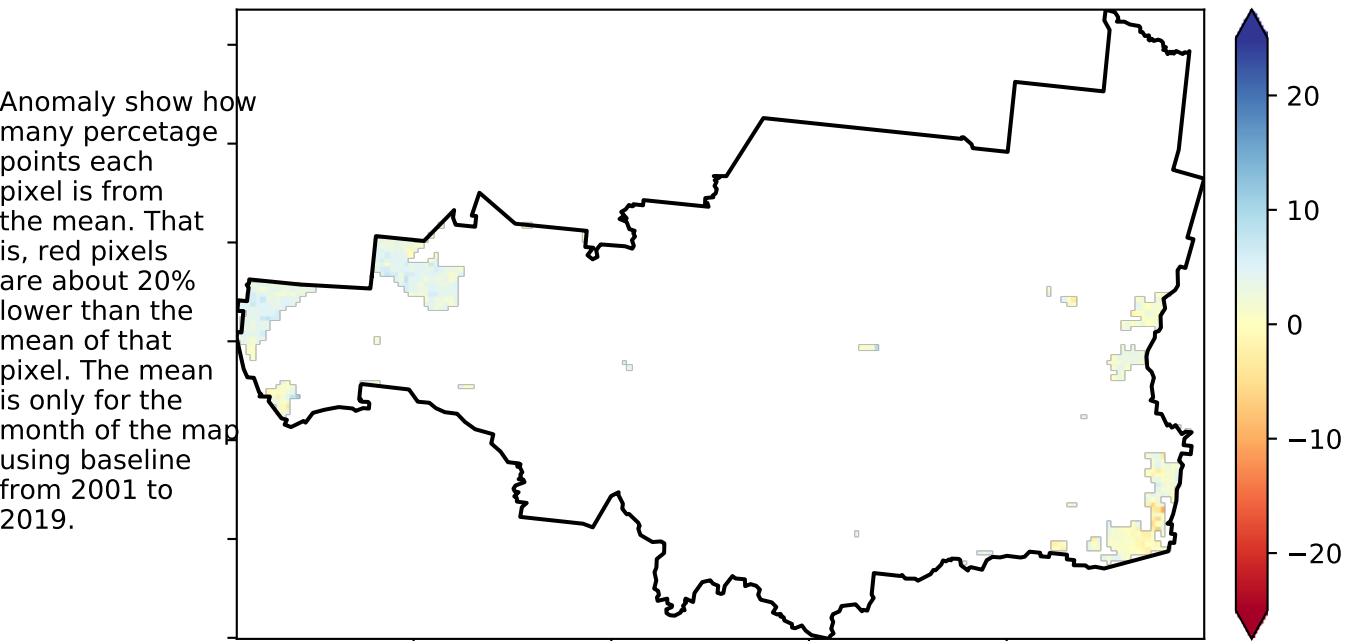 Anomaly show how
many percetage
points each
pixel is from
the mean. That
is, red pixels
are about 20%
lower than the
mean of that
pixel. The mean
is only for the
month of the map
using baseline
from 2001 to
2019.
20
10
0
−10
−20